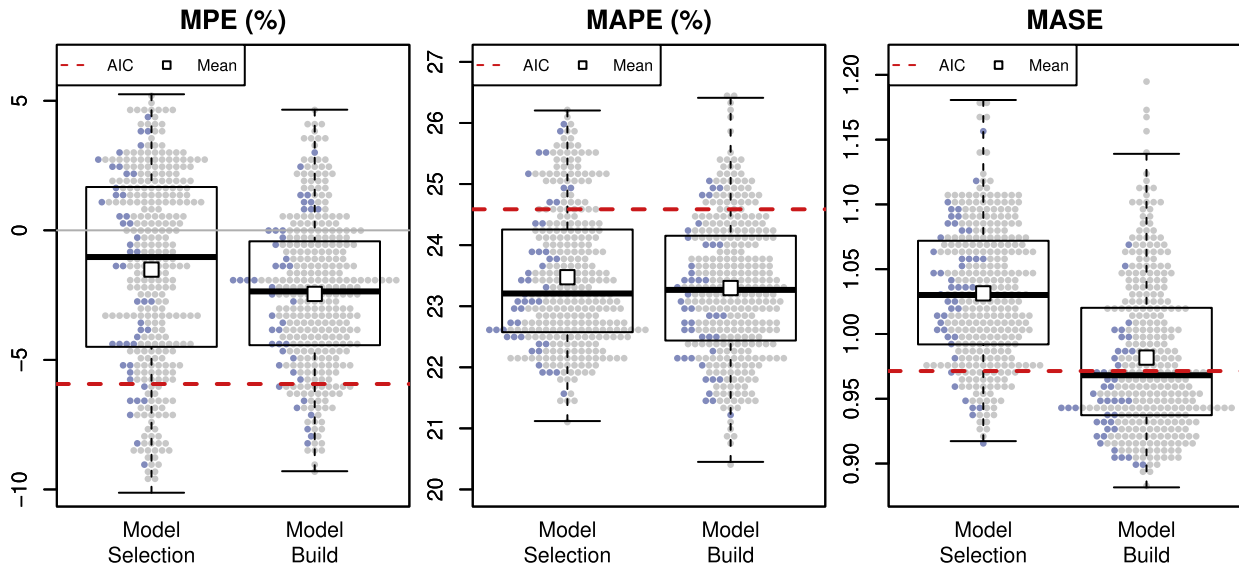 MPE (%)
AIC Mean
5
0
−5
−10
Model Selection
Model Build
MAPE (%)
AIC Mean
27
26
25
24
23
22
21
20
Model Selection
Model Build
MASE
AIC Mean
1.20
1.15
1.10
1.05
1.00
0.95
0.90
Model Selection
Model Build